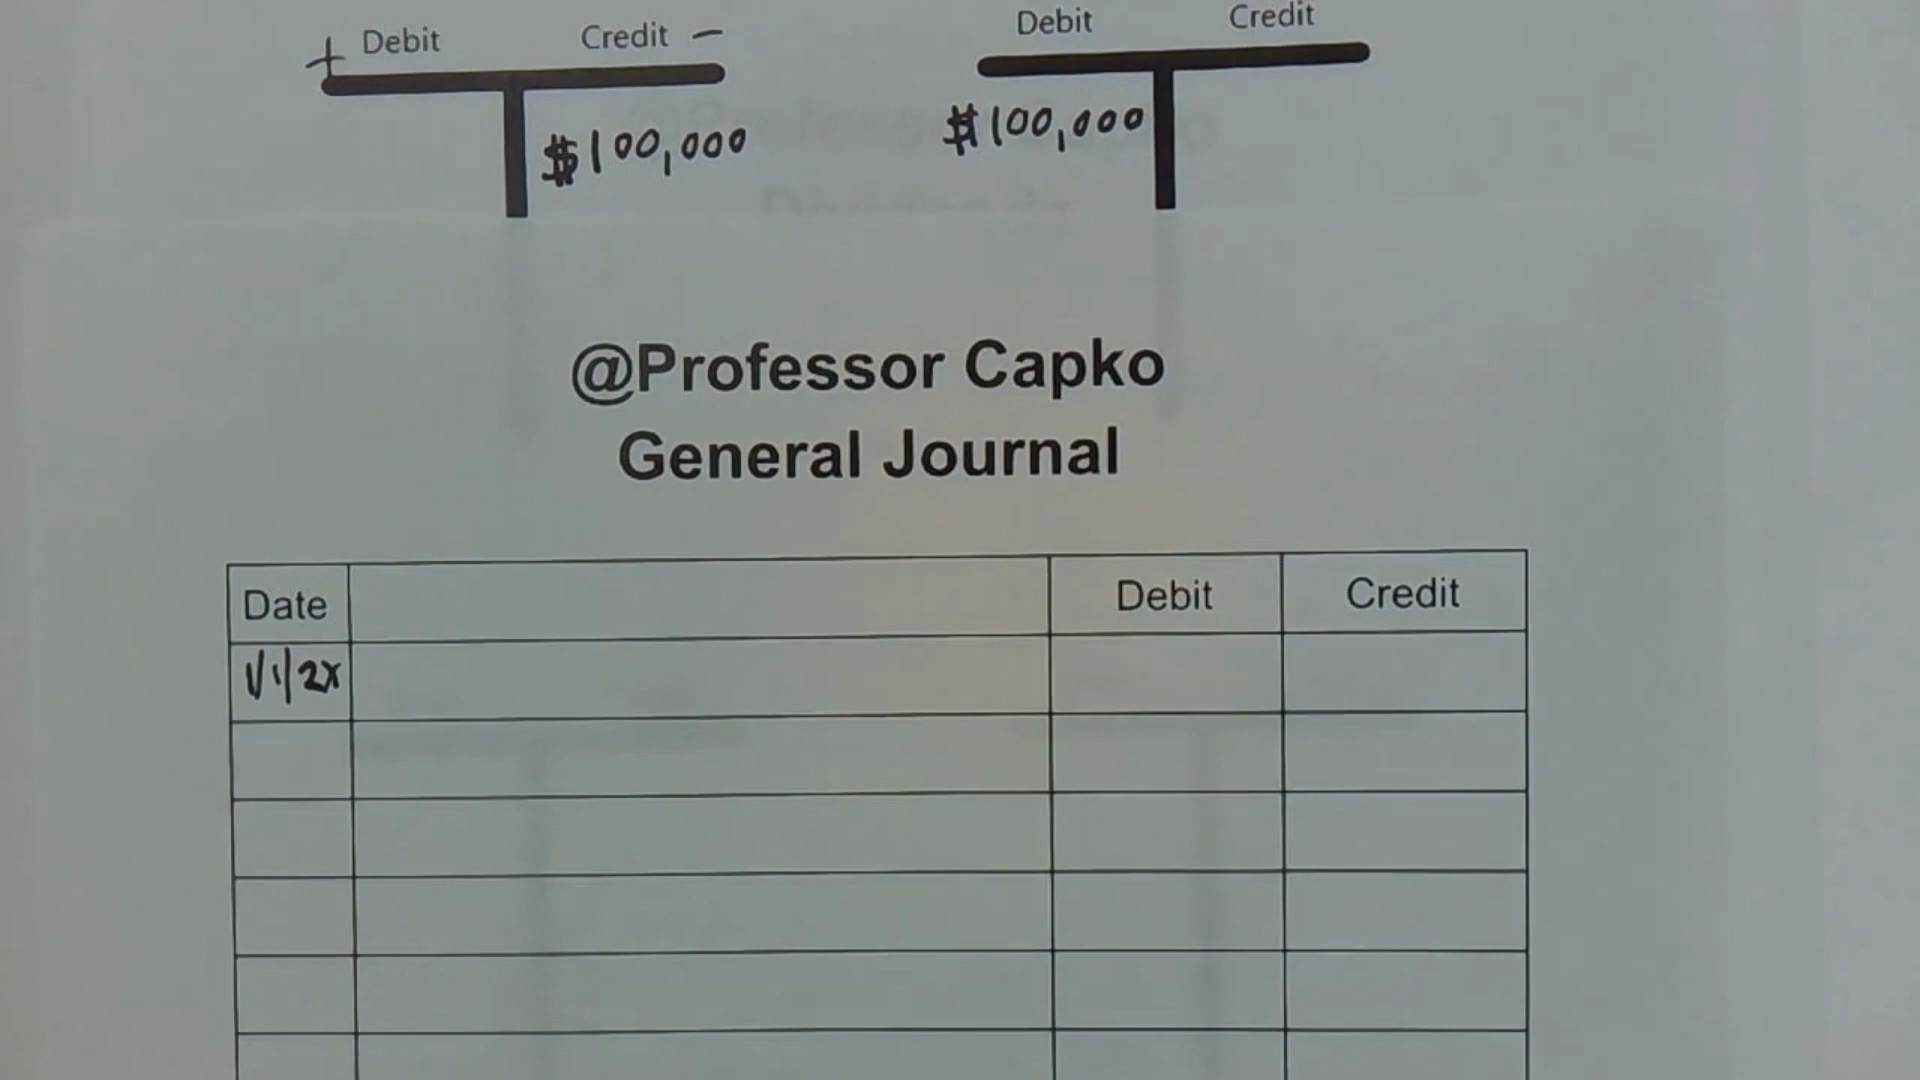 + Debit Credit – Debit Credit
$100,000 $100,000
@Professor Capko
General Journal
Date Debit Credit
1/1/2X